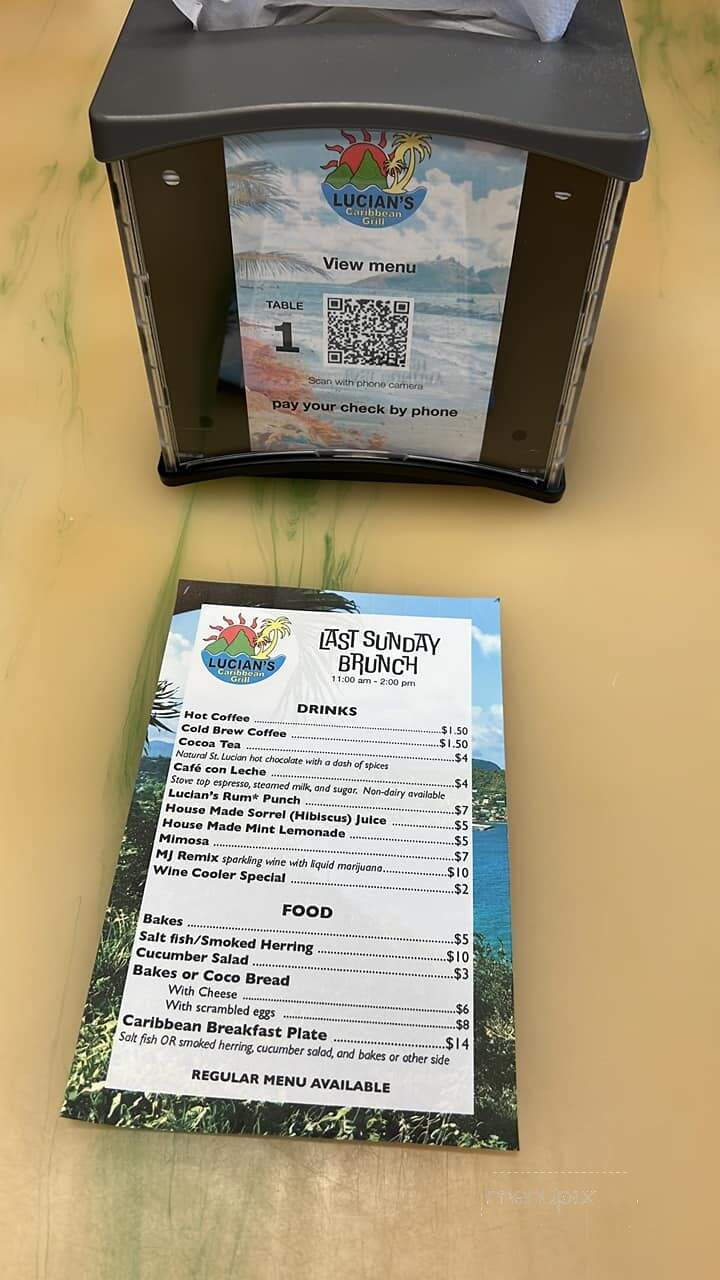 LUCIAN'S
Caribbean
Grill
View menu
TABLE
1
Scan with phone camera
pay your check by phone
LUCIAN'S
Caribbean
Grill
LAST SUNDAY
BRUNCH
11:00 am - 2:00 pm
DRINKS
Hot Coffee ........ $1.50
Cold Brew Coffee ........ $1.50
Cocoa Tea ........ $4
Natural St. Lucian hot chocolate with a dash of spices
Café con Leche ........ $4
Stove top espresso, steamed milk, and sugar. Non-dairy available
Lucian's Rum* Punch ........ $7
House Made Sorrel (Hibiscus) Juice ........ $5
House Made Mint Lemonade ........ $5
Mimosa ........ $7
MJ Remix sparkling wine with liquid marijuana ........ $10
Wine Cooler Special ........ $2
FOOD
Bakes ........ $5
Salt fish/Smoked Herring ........ $10
Cucumber Salad ........ $3
Bakes or Coco Bread
With Cheese ........ $6
With scrambled eggs ........ $8
Caribbean Breakfast Plate ........ $14
Salt fish OR smoked herring, cucumber salad, and bakes or other side
REGULAR MENU AVAILABLE
menupix